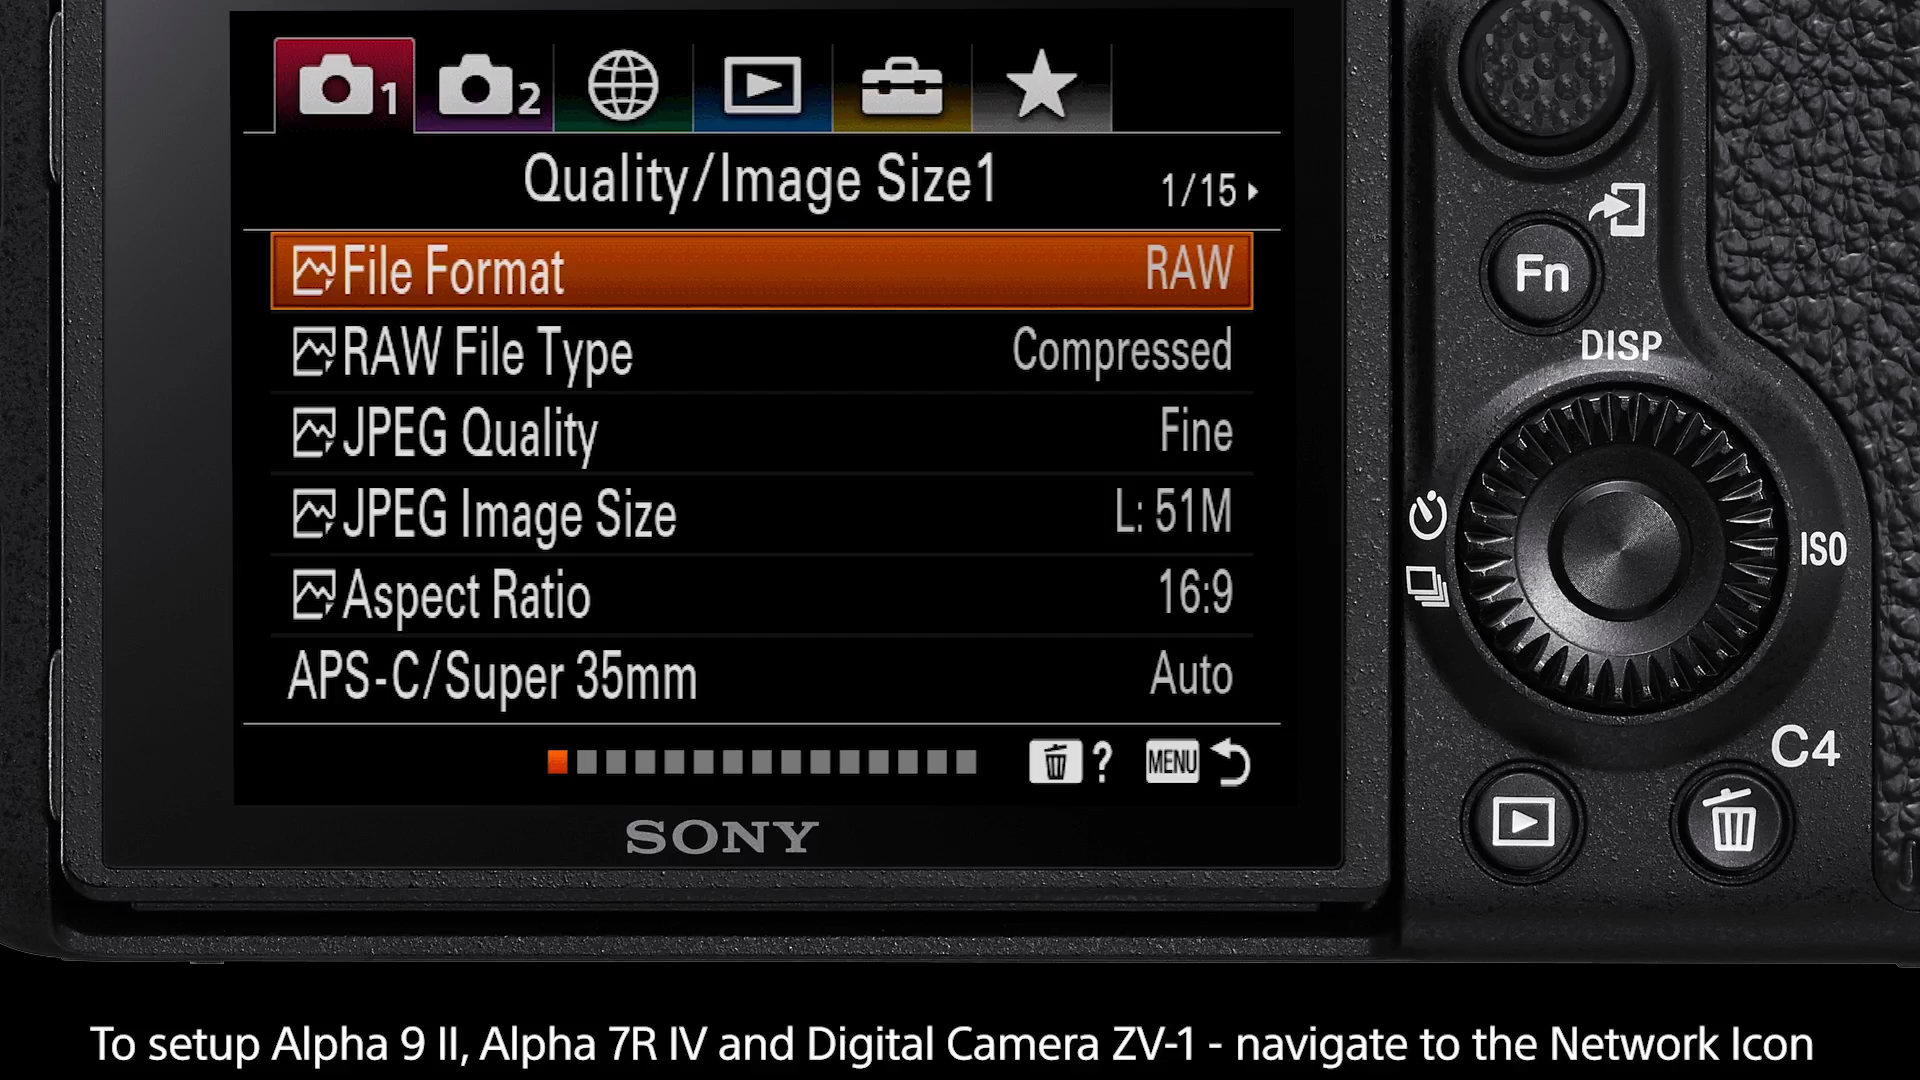 1
2
Quality/Image Size1 1/15
File Format RAW
RAW File Type Compressed
JPEG Quality Fine
JPEG Image Size L: 51M
Aspect Ratio 16:9
APS-C/Super 35mm Auto
? MENU
SONY
Fn
DISP
ISO
C4
To setup Alpha 9 II, Alpha 7R IV and Digital Camera ZV-1 - navigate to the Network Icon